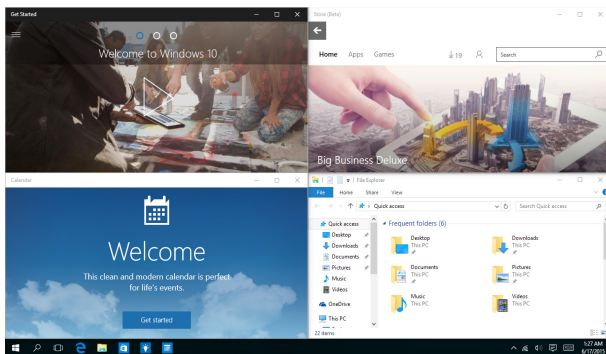 Get Started
Welcome to Windows 10
Store (Beta)
Home Apps Games 19 Search
Big Business Deluxe
Calendar
Welcome
This clean and modern calendar is perfect
for life's events.
Get started
File Explorer
File Home Share View
Quick access Search Quick access
Quick access
Desktop
Downloads
Documents
Pictures
Music
Videos
OneDrive
This PC
22 items
Frequent folders (6)
Desktop
This PC
Downloads
This PC
Documents
This PC
Pictures
This PC
Music
This PC
Videos
This PC
1:27 AM
6/17/2015